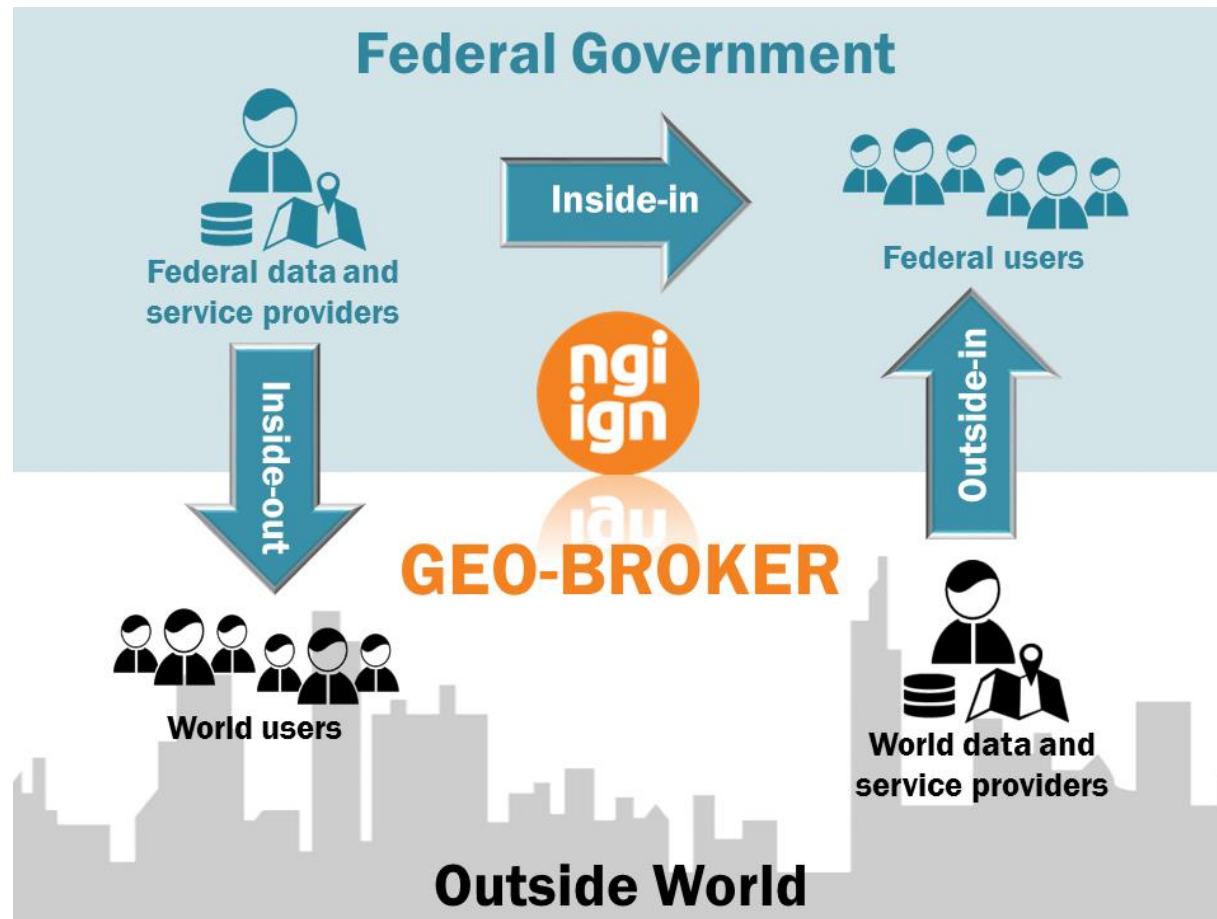 Federal Government
Inside-in
Federal data and
service providers
Federal users
ngi
ign
Inside-out
Outside-in
GEO-BROKER
World users
World data and
service providers
Outside World